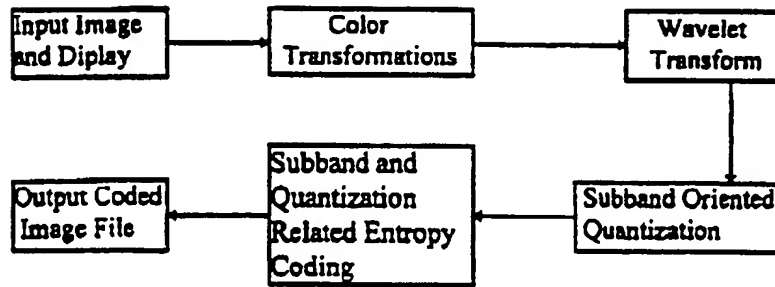 Input Image
and Diplay
Color
Transformations
Wavelet
Transform
Subband Oriented
Quantization
Subband and
Quantization
Related Entropy
Coding
Output Coded
Image File